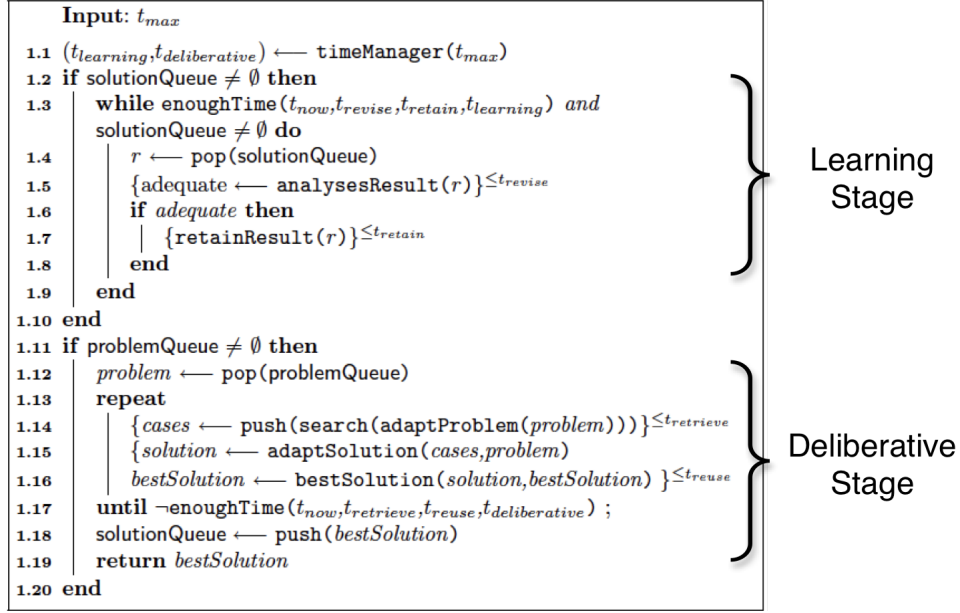 Input: t_max
1.1 (t_learning,t_deliberative) ⟵ timeManager(t_max)
1.2 if solutionQueue ≠ ∅ then
1.3 while enoughTime(t_now,t_revise,t_retain,t_learning) and
solutionQueue ≠ ∅ do
1.4 r ⟵ pop(solutionQueue)
1.5 {adequate ⟵ analysesResult(r)}^≤t_revise
1.6 if adequate then
1.7 {retainResult(r)}^≤t_retain
1.8 end
1.9 end
1.10 end
1.11 if problemQueue ≠ ∅ then
1.12 problem ⟵ pop(problemQueue)
1.13 repeat
1.14 {cases ⟵ push(search(adaptProblem(problem)))}^≤t_retrieve
1.15 {solution ⟵ adaptSolution(cases,problem)
1.16 bestSolution ⟵ bestSolution(solution,bestSolution) }^≤t_reuse
1.17 until ¬enoughTime(t_now,t_retrieve,t_reuse,t_deliberative) ;
1.18 solutionQueue ⟵ push(bestSolution)
1.19 return bestSolution
1.20 end
Learning
Stage
Deliberative
Stage